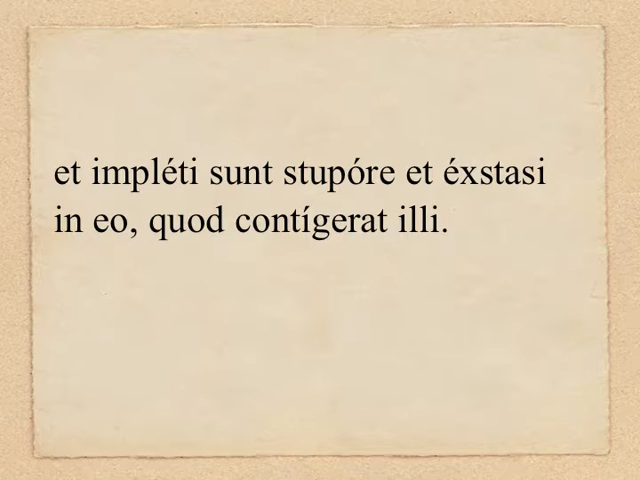 et impléti sunt stupóre et éxstasi
in eo, quod contígerat illi.